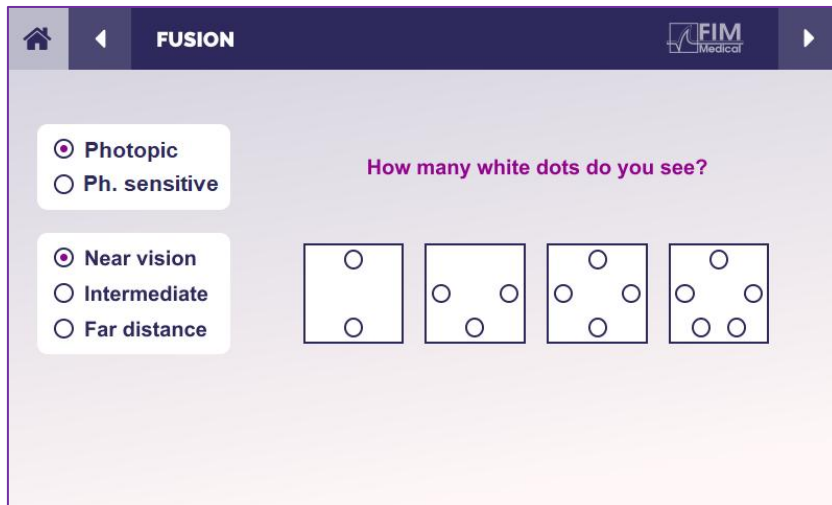 FUSION
FIM
Medical
Photopic
Ph. sensitive
How many white dots do you see?
Near vision
Intermediate
Far distance